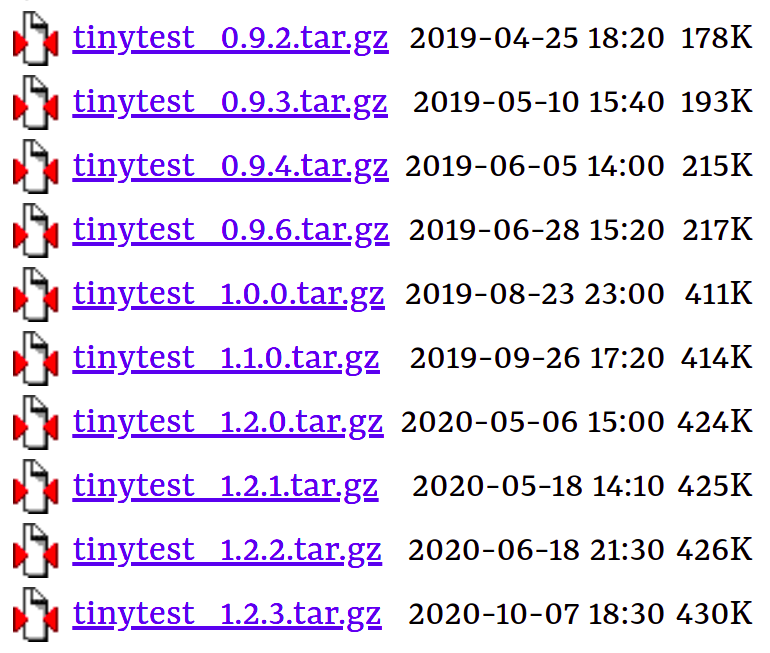 tinytest_0.9.2.tar.gz 2019-04-25 18:20 178K
tinytest_0.9.3.tar.gz 2019-05-10 15:40 193K
tinytest_0.9.4.tar.gz 2019-06-05 14:00 215K
tinytest_0.9.6.tar.gz 2019-06-28 15:20 217K
tinytest_1.0.0.tar.gz 2019-08-23 23:00 411K
tinytest_1.1.0.tar.gz 2019-09-26 17:20 414K
tinytest_1.2.0.tar.gz 2020-05-06 15:00 424K
tinytest_1.2.1.tar.gz 2020-05-18 14:10 425K
tinytest_1.2.2.tar.gz 2020-06-18 21:30 426K
tinytest_1.2.3.tar.gz 2020-10-07 18:30 430K